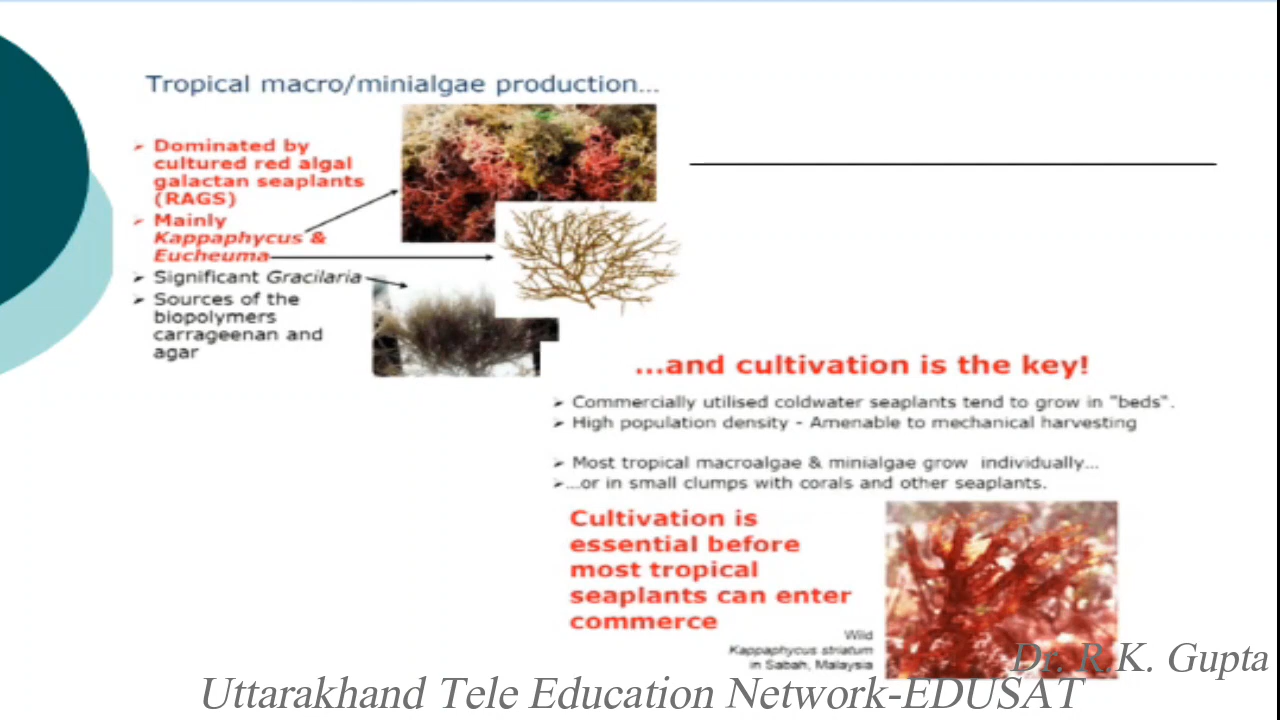 Tropical macro/minialgae production...
➢ Dominated by
cultured red algal
galactan seaplants
(RAGS)
➢ Mainly
Kappaphycus &
Eucheuma
➢ Significant Gracilaria
➢ Sources of the
biopolymers
carrageenan and
agar
...and cultivation is the key!
➢ Commercially utilised coldwater seaplants tend to grow in "beds".
➢ High population density - Amenable to mechanical harvesting
➢ Most tropical macroalgae & minialgae grow individually...
➢ ...or in small clumps with corals and other seaplants.
Cultivation is
essential before
most tropical
seaplants can enter
commerce
Wild
Kappaphycus striatum
in Sabah, Malaysia
Dr. R.K. Gupta
Uttarakhand Tele Education Network-EDUSAT